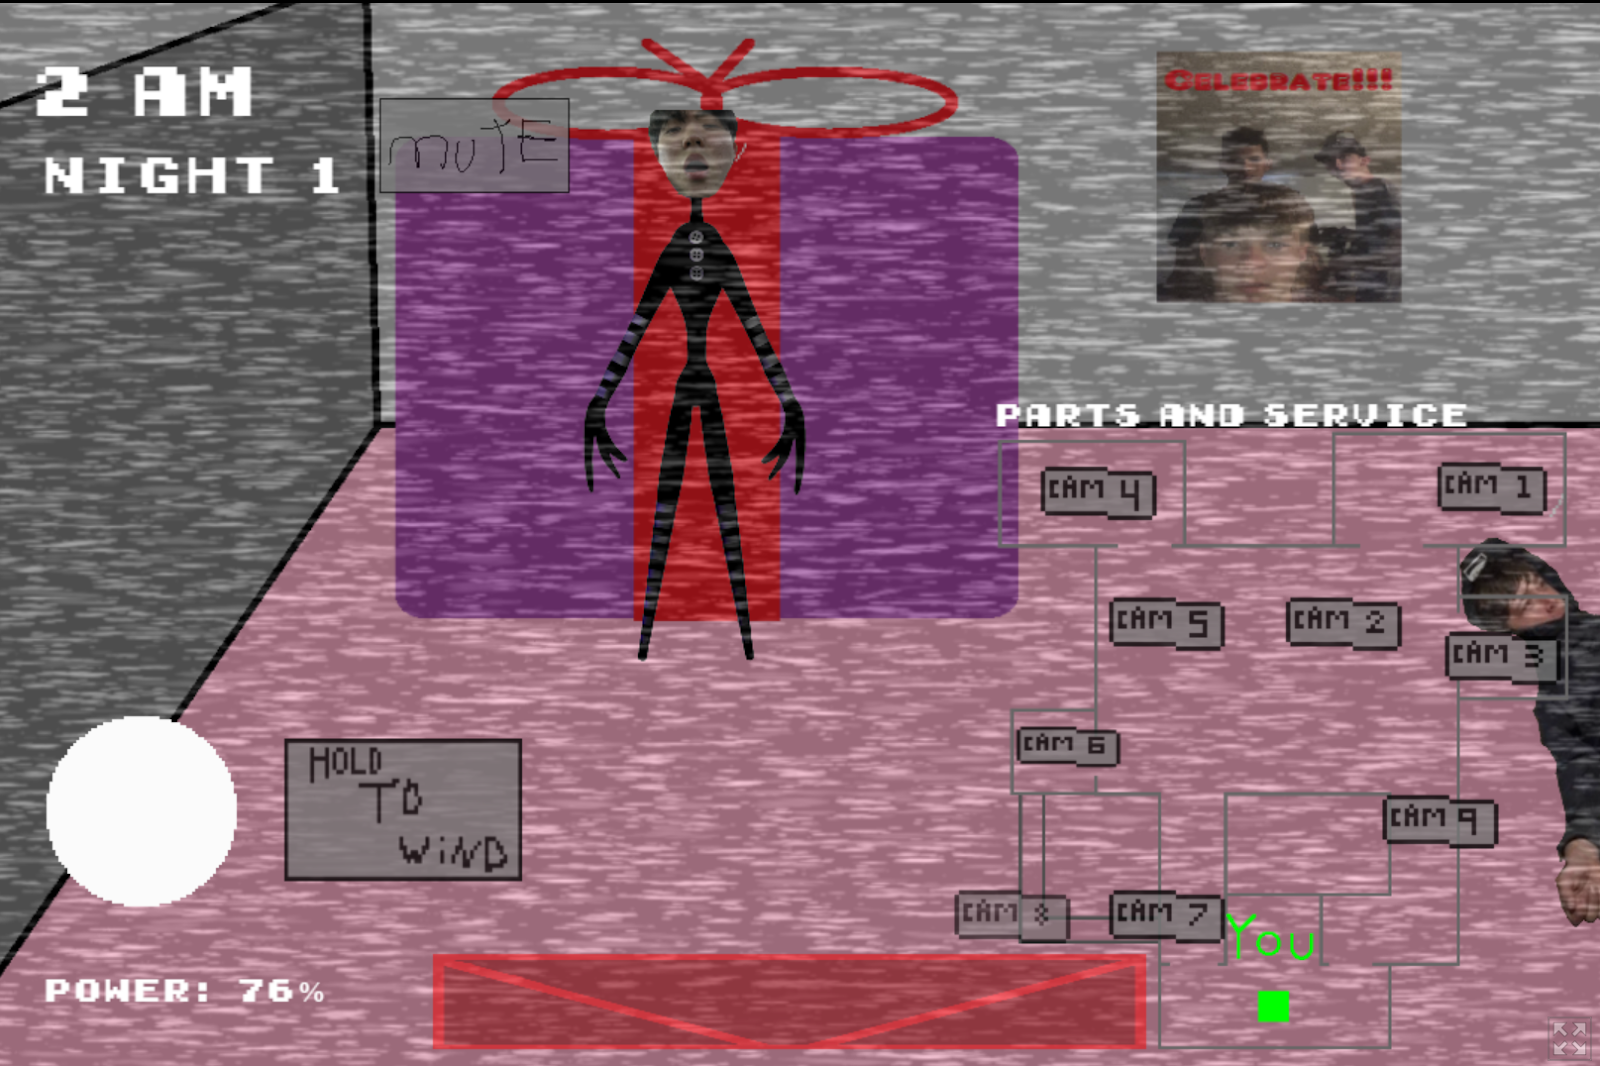 2 AM
NIGHT 1
mUTE
CELEBRATE!!!
PARTS AND SERVICE
CAM 4
CAM 1
CAM 5
CAM 2
CAM 3
CAM 6
HOLD
TO
WiND
CAM 9
CAM 8
CAM 7
You
POWER: 76%